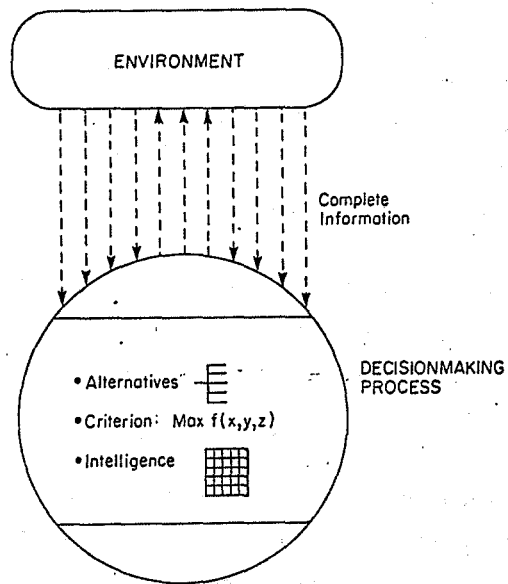 ENVIRONMENT
Complete
Information
DECISIONMAKING
PROCESS
• Alternatives
• Criterion: Max f(x,y,z)
• Intelligence